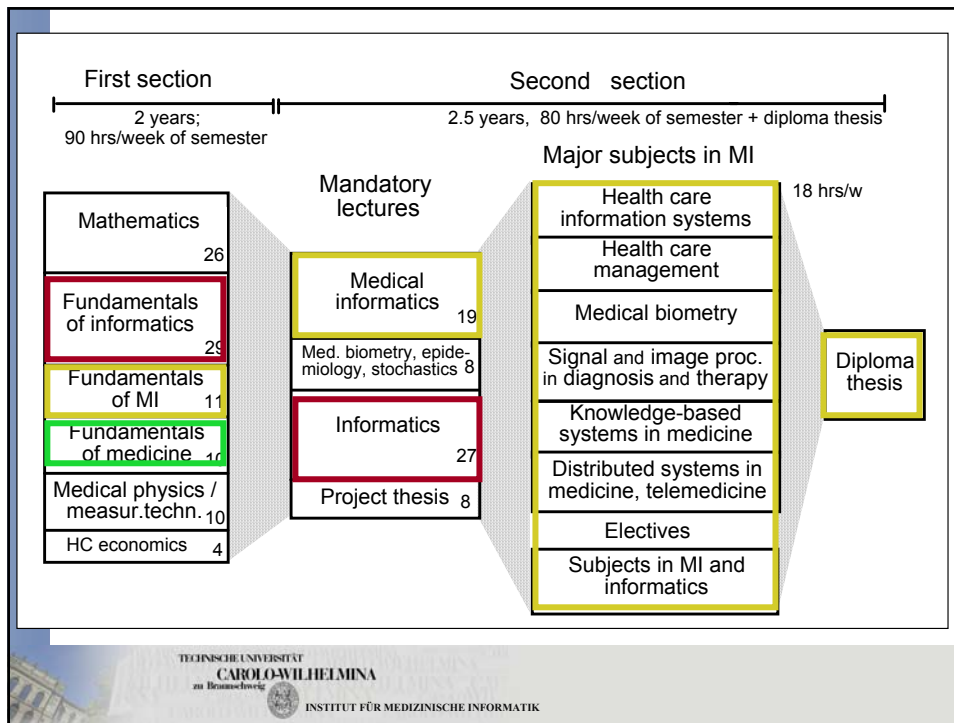 First section
2 years;
90 hrs/week of semester
Second section
2.5 years, 80 hrs/week of semester + diploma thesis
Mathematics
26
Fundamentals
of informatics
29
Fundamentals
of MI
11
Fundamentals
of medicine
10
Medical physics /
measur.techn.
10
HC economics
4
Mandatory
lectures
Medical
informatics
19
Med. biometry, epide-
miology, stochastics
8
Informatics
27
Project thesis
8
Major subjects in MI
18 hrs/w
Health care
information systems
Health care
management
Medical biometry
Signal and image proc.
in diagnosis and therapy
Knowledge-based
systems in medicine
Distributed systems in
medicine, telemedicine
Electives
Subjects in MI and
informatics
Diploma
thesis
TECHNISCHE UNIVERSITÄT
CAROLO-WILHELMINA
zu Braunschweig
INSTITUT FÜR MEDIZINISCHE INFORMATIK